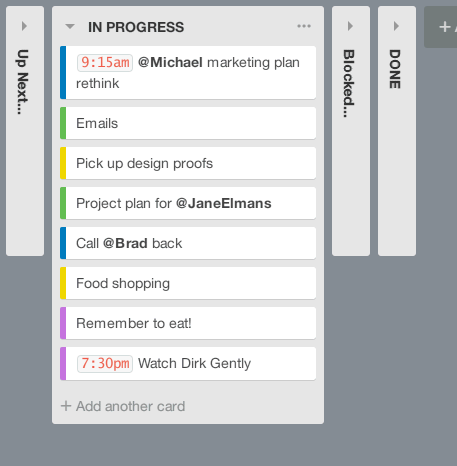 Up Next...
IN PROGRESS
9:15am @Michael marketing plan
rethink
Emails
Pick up design proofs
Project plan for @JaneElmans
Call @Brad back
Food shopping
Remember to eat!
7:30pm Watch Dirk Gently
+ Add another card
Blocked...
DONE